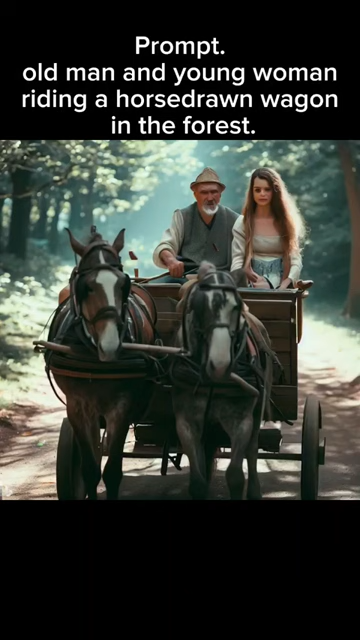 Prompt.
old man and young woman
riding a horsedrawn wagon
in the forest.